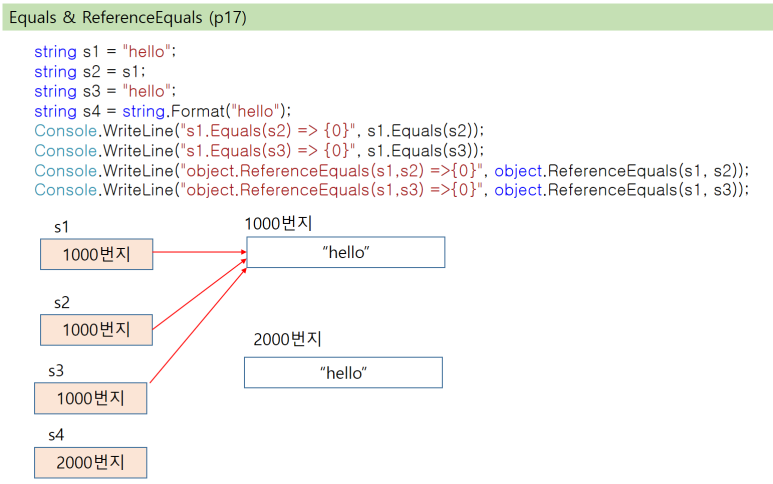 Equals & ReferenceEquals (p17)
string s1 = "hello";
string s2 = s1;
string s3 = "hello";
string s4 = string.Format("hello");
Console.WriteLine("s1.Equals(s2) => {0}", s1.Equals(s2));
Console.WriteLine("s1.Equals(s3) => {0}", s1.Equals(s3));
Console.WriteLine("object.ReferenceEquals(s1,s2) =>{0}", object.ReferenceEquals(s1, s2));
Console.WriteLine("object.ReferenceEquals(s1,s3) =>{0}", object.ReferenceEquals(s1, s3));
s1
1000번지
1000번지
“hello”
s2
1000번지
2000번지
“hello”
s3
1000번지
s4
2000번지